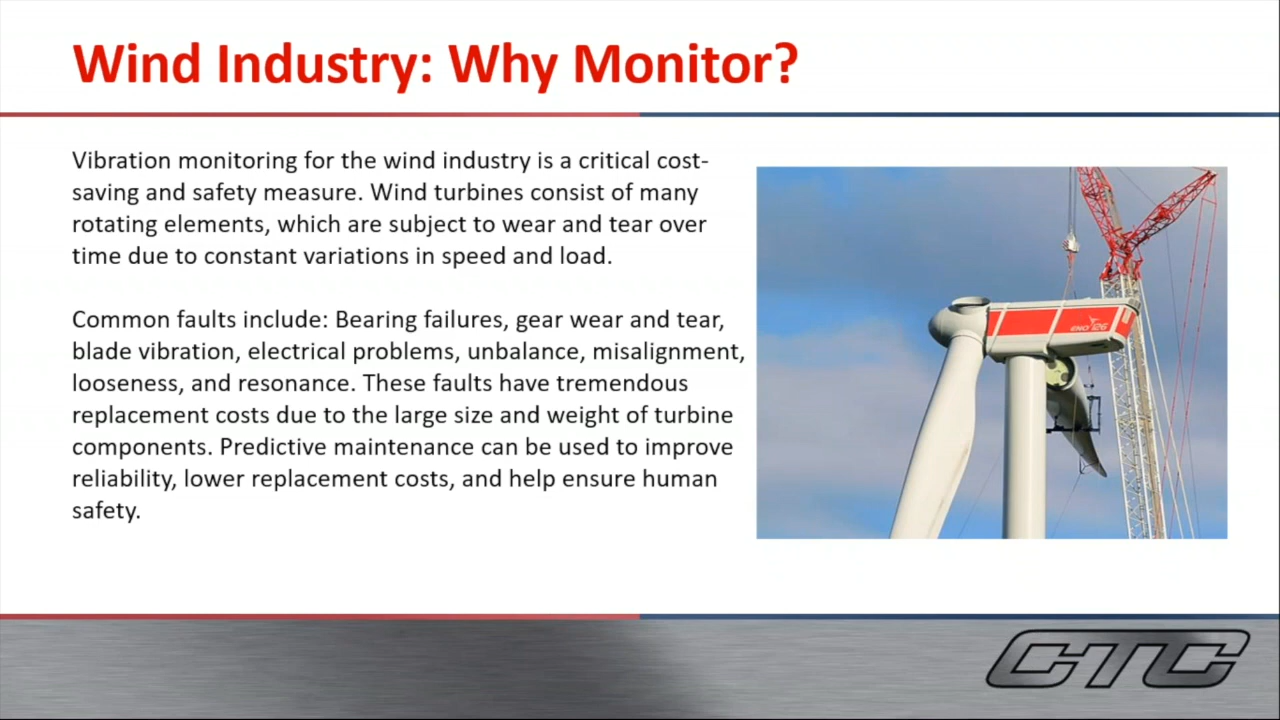 Wind Industry: Why Monitor?
Vibration monitoring for the wind industry is a critical cost-
saving and safety measure. Wind turbines consist of many
rotating elements, which are subject to wear and tear over
time due to constant variations in speed and load.
Common faults include: Bearing failures, gear wear and tear,
blade vibration, electrical problems, unbalance, misalignment,
looseness, and resonance. These faults have tremendous
replacement costs due to the large size and weight of turbine
components. Predictive maintenance can be used to improve
reliability, lower replacement costs, and help ensure human
safety.
eno 126
CTC